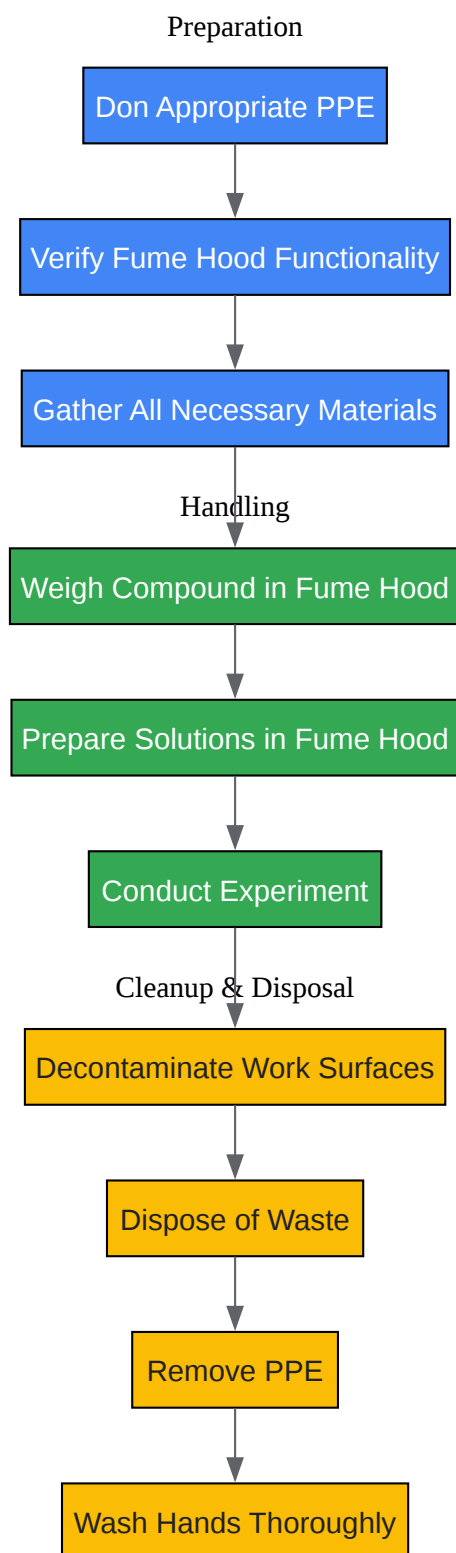 Preparation
Don Appropriate PPE
Verify Fume Hood Functionality
Gather All Necessary Materials
Handling
Weigh Compound in Fume Hood
Prepare Solutions in Fume Hood
Conduct Experiment
Cleanup & Disposal
Decontaminate Work Surfaces
Dispose of Waste
Remove PPE
Wash Hands Thoroughly